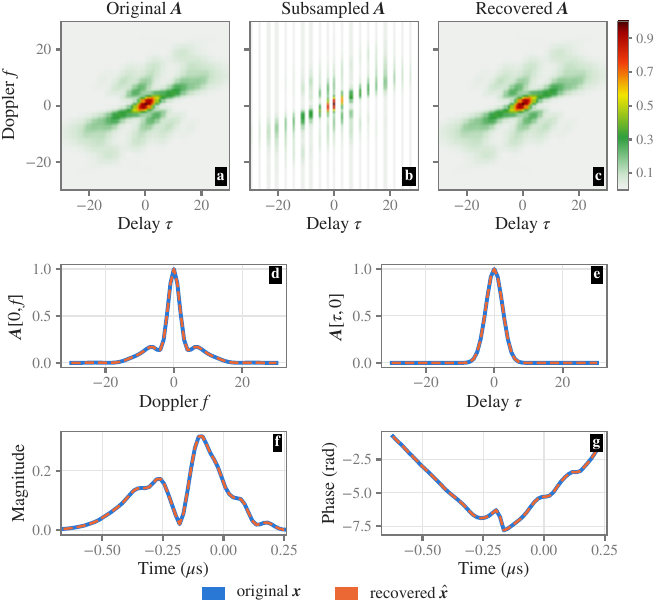 Original A
Subsampled A
Recovered A
Doppler f
20
0
−20
a
b
c
0.9
0.7
0.5
0.3
0.1
−20 0 20
−20 0 20
−20 0 20
Delay τ
Delay τ
Delay τ
A[0, f]
1.0
0.5
0.0
d
−20 0 20
Doppler f
A[τ, 0]
1.0
0.5
0.0
e
−20 0 20
Delay τ
Magnitude
0.2
0.0
f
−0.50 −0.25 0.00 0.25
Time (μs)
Phase (rad)
−2.5
−5.0
−7.5
g
−0.50 −0.25 0.00 0.25
Time (μs)
original x
recovered x̂